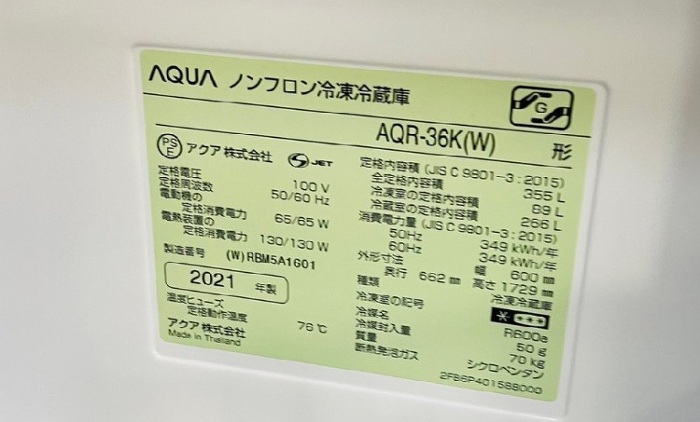 AQUA ノンフロン冷凍冷蔵庫
G
AQR-36K(W) 形
PS
E
アクア 株式会社
JET
定格電圧 100 V
定格周波数 50/60 Hz
電動機の
定格消費電力 65/65 W
電熱装置の
定格消費電力 130/130 W
製造番号 (W)RBM5A1601
2021 年製
温度ヒューズ
定格動作温度 76 ℃
アクア 株式会社
Made in Thailand
定格内容積 (JIS C 9801-3 : 2015)
全定格内容積 355 L
冷凍室の定格内容積 89 L
冷蔵室の定格内容積 266 L
消費電力量 (JIS C 9801-3 : 2015)
50Hz 349 kWh/年
60Hz 349 kWh/年
外形寸法 幅 600 mm
奥行 662 mm 高さ 1729 mm
種類 冷凍冷蔵庫
冷凍室の記号
冷媒名 R600a
冷媒封入量 50 g
質量 70 kg
断熱発泡ガス シクロペンタン
2FB6P4015BB000